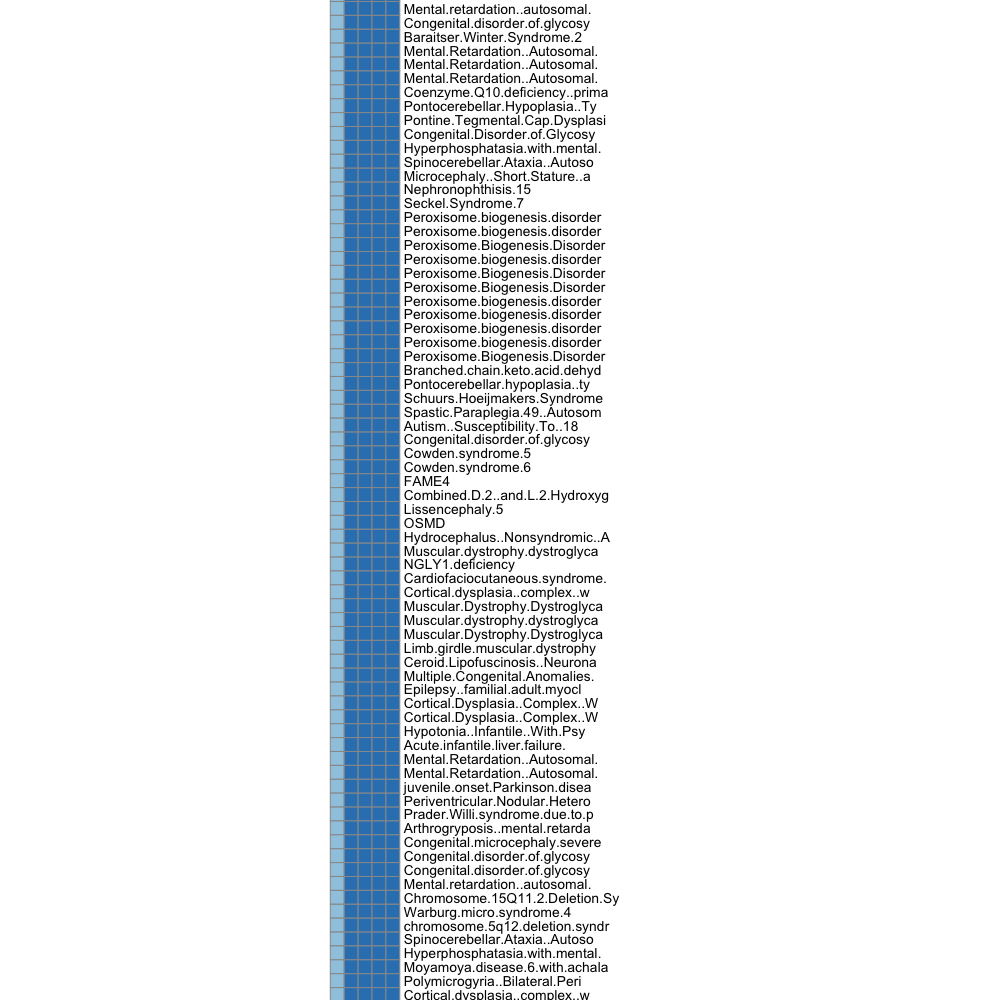 Mental.retardation..autosomal.
Congenital.disorder.of.glycosy
Baraitser.Winter.Syndrome.2
Mental.Retardation..Autosomal.
Mental.Retardation..Autosomal.
Mental.Retardation..Autosomal.
Coenzyme.Q10.deficiency..prima
Pontocerebellar.Hypoplasia..Ty
Pontine.Tegmental.Cap.Dysplasi
Congenital.Disorder.of.Glycosy
Hyperphosphatasia.with.mental.
Spinocerebellar.Ataxia..Autoso
Microcephaly..Short.Stature..a
Nephronophthisis.15
Seckel.Syndrome.7
Peroxisome.biogenesis.disorder
Peroxisome.biogenesis.disorder
Peroxisome.Biogenesis.Disorder
Peroxisome.biogenesis.disorder
Peroxisome.Biogenesis.Disorder
Peroxisome.Biogenesis.Disorder
Peroxisome.biogenesis.disorder
Peroxisome.biogenesis.disorder
Peroxisome.biogenesis.disorder
Peroxisome.biogenesis.disorder
Peroxisome.Biogenesis.Disorder
Branched.chain.keto.acid.dehyd
Pontocerebellar.hypoplasia..ty
Schuurs.Hoeijmakers.Syndrome
Spastic.Paraplegia.49..Autosom
Autism..Susceptibility.To..18
Congenital.disorder.of.glycosy
Cowden.syndrome.5
Cowden.syndrome.6
FAME4
Combined.D.2..and.L.2.Hydroxyg
Lissencephaly.5
OSMD
Hydrocephalus..Nonsyndromic..A
Muscular.dystrophy.dystroglyca
NGLY1.deficiency
Cardiofaciocutaneous.syndrome.
Cortical.dysplasia..complex..w
Muscular.Dystrophy.Dystroglyca
Muscular.dystrophy.dystroglyca
Muscular.Dystrophy.Dystroglyca
Limb.girdle.muscular.dystrophy
Ceroid.Lipofuscinosis..Neurona
Multiple.Congenital.Anomalies.
Epilepsy..familial.adult.myocl
Cortical.Dysplasia..Complex..W
Cortical.Dysplasia..Complex..W
Hypotonia..Infantile..With.Psy
Acute.infantile.liver.failure.
Mental.Retardation..Autosomal.
Mental.Retardation..Autosomal.
juvenile.onset.Parkinson.disea
Periventricular.Nodular.Hetero
Prader.Willi.syndrome.due.to.p
Arthrogryposis..mental.retarda
Congenital.microcephaly.severe
Congenital.disorder.of.glycosy
Congenital.disorder.of.glycosy
Mental.retardation..autosomal.
Chromosome.15Q11.2.Deletion.Sy
Warburg.micro.syndrome.4
chromosome.5q12.deletion.syndr
Spinocerebellar.Ataxia..Autoso
Hyperphosphatasia.with.mental.
Moyamoya.disease.6.with.achala
Polymicrogyria..Bilateral.Peri
Cortical.dysplasia..complex..w